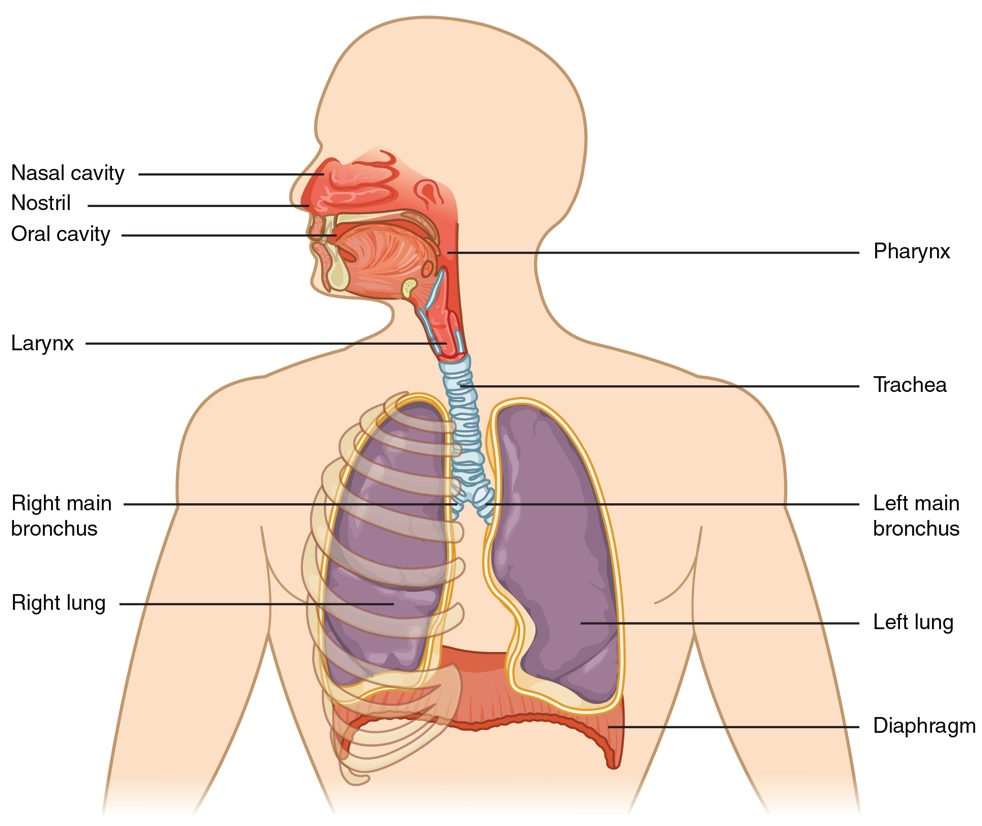 Nasal cavity
Nostril
Oral cavity
Pharynx
Larynx
Trachea
Right main
bronchus
Left main
bronchus
Right lung
Left lung
Diaphragm